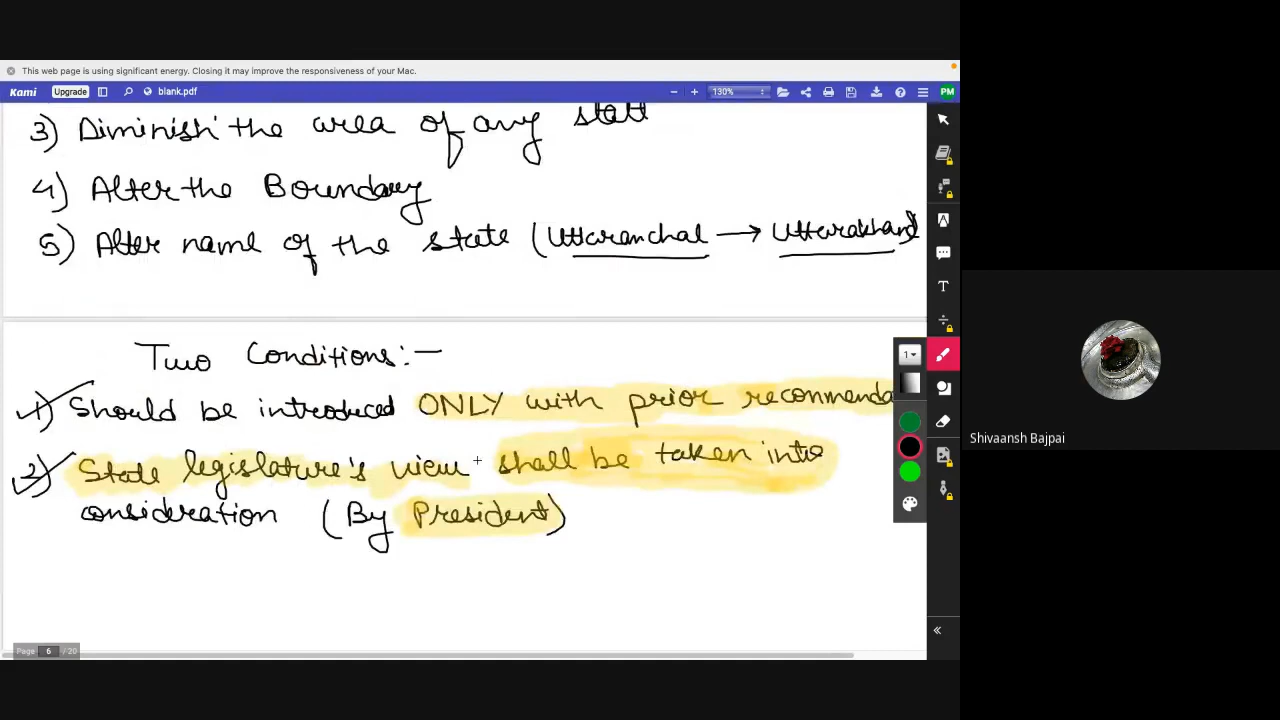 This web page is using significant energy. Closing it may improve the responsiveness of your Mac.
Kami Upgrade blank.pdf 130% PM
3) Diminish the area of any state
4) Alter the Boundary
5) Alter name of the state (Uttaranchal → Uttarakhand)
Two Conditions:-
1) Should be introduced ONLY with prior recommenda
2) State legislature's view shall be taken into
consideration (By President)
1
T
A
Shivaansh Bajpai
Page 6 / 20